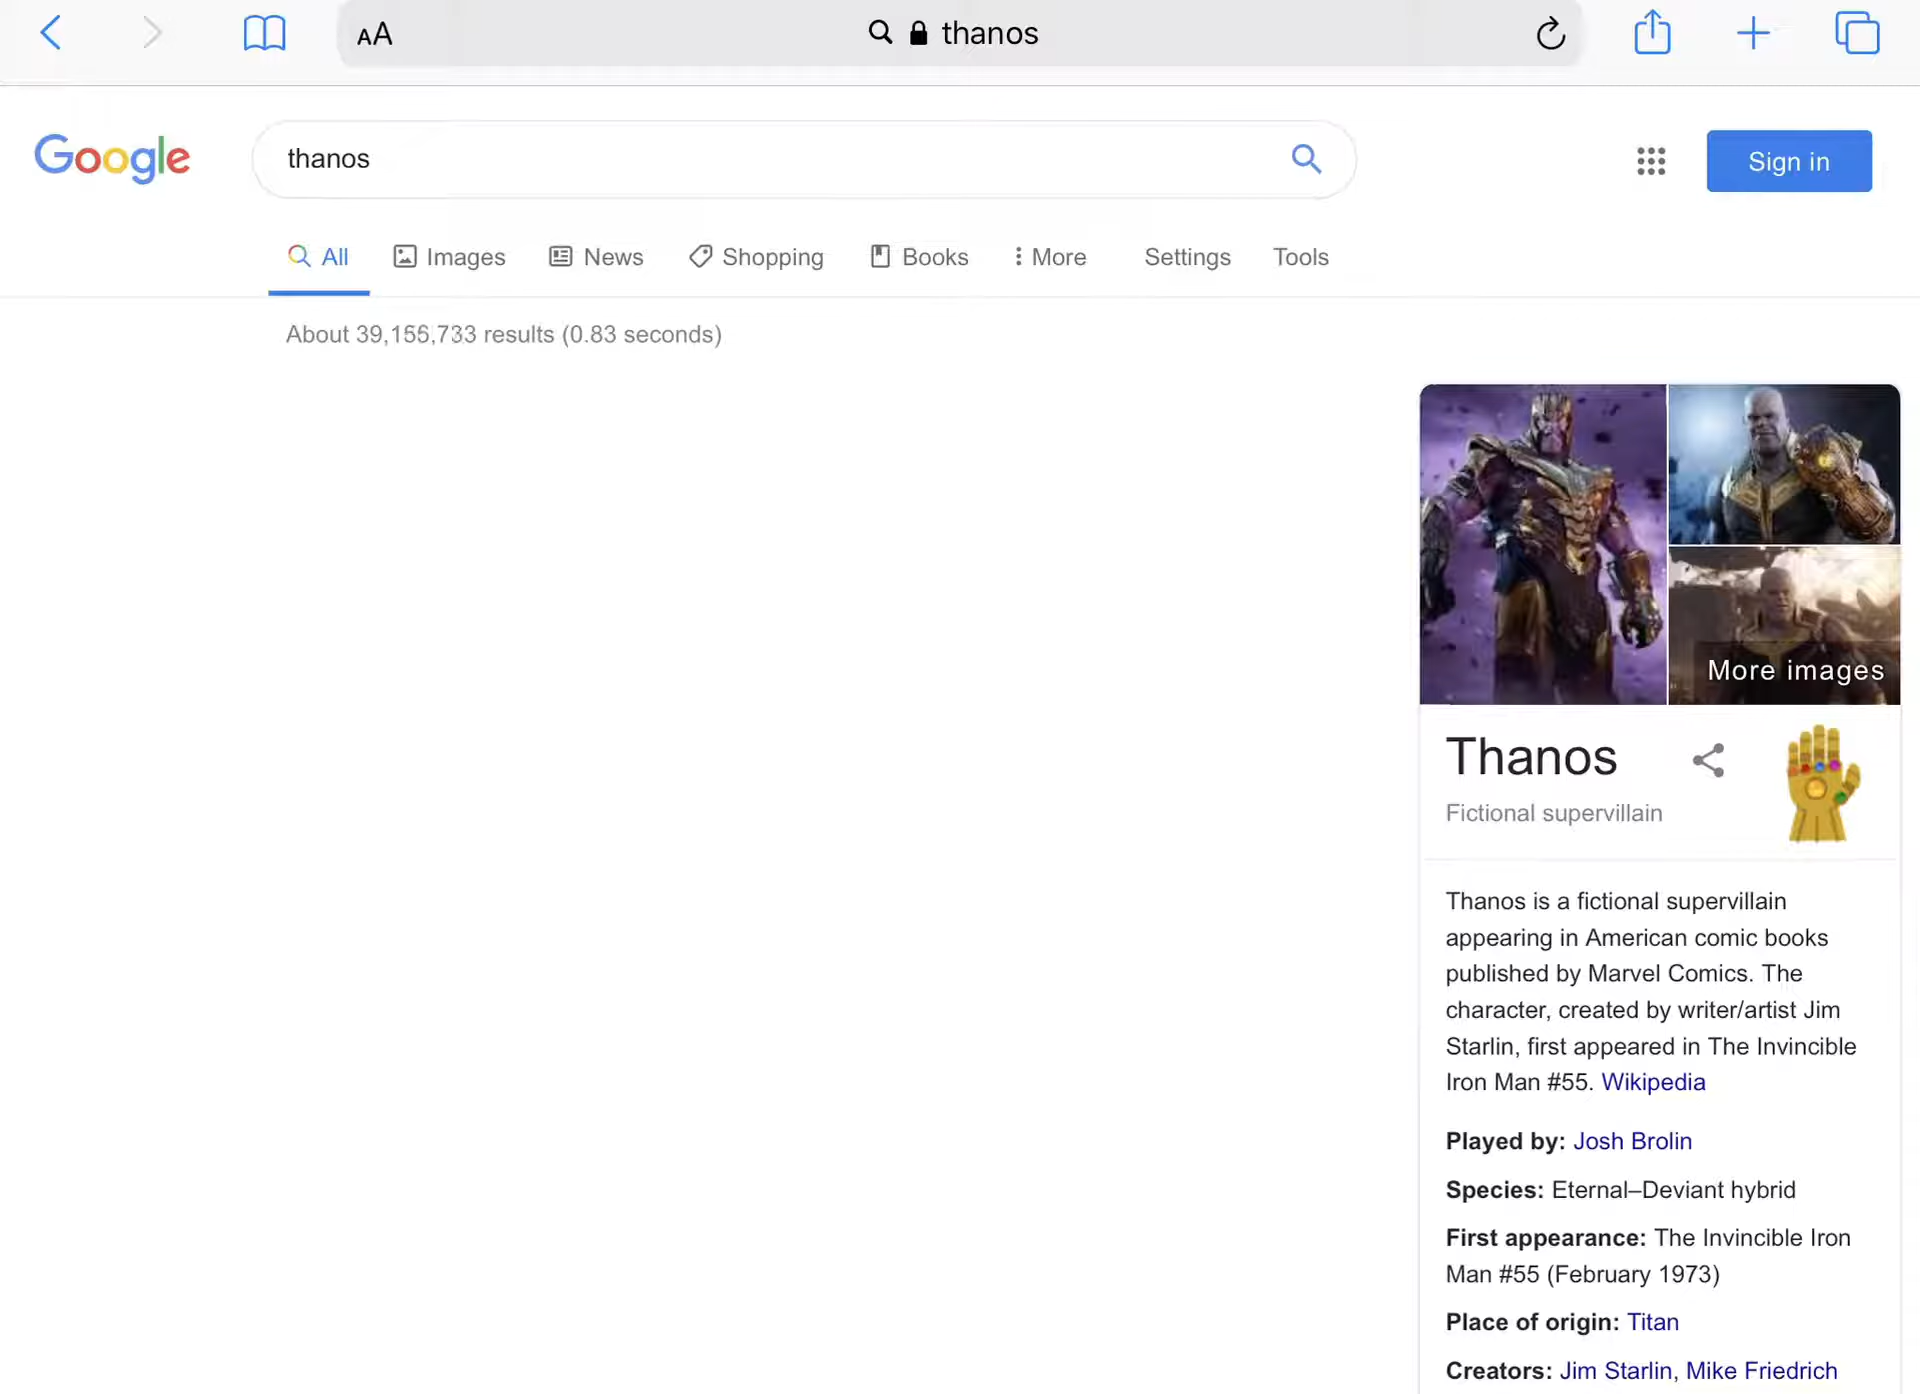 AA thanos
Google thanos Sign in
All Images News Shopping Books More Settings Tools
About 39,155,733 results (0.83 seconds)
More images
Thanos
Fictional supervillain
Thanos is a fictional supervillain
appearing in American comic books
published by Marvel Comics. The
character, created by writer/artist Jim
Starlin, first appeared in The Invincible
Iron Man #55. Wikipedia
Played by: Josh Brolin
Species: Eternal–Deviant hybrid
First appearance: The Invincible Iron
Man #55 (February 1973)
Place of origin: Titan
Creators: Jim Starlin, Mike Friedrich